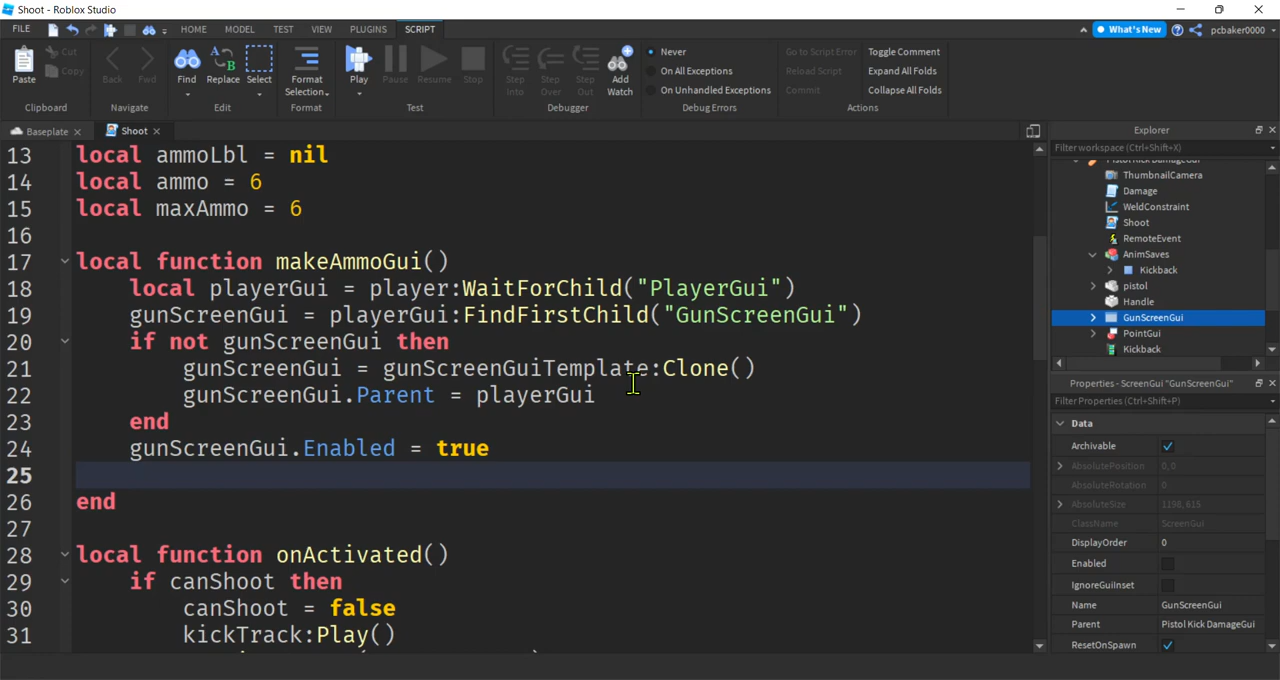 Shoot - Roblox Studio
FILE HOME MODEL TEST VIEW PLUGINS SCRIPT What's New pcbaker0000
Paste Cut Copy Back Fwd Find Replace Select Format Selection Play Pause Resume Stop Step Into Step Over Step Out Add Watch
Never
On All Exceptions
On Unhandled Exceptions
Go to Script Error
Reload Script
Commit
Toggle Comment
Expand All Folds
Collapse All Folds
Clipboard Navigate Edit Format Test Debugger Debug Errors Actions
Baseplate Shoot
13 local ammoLbl = nil
14 local ammo = 6
15 local maxAmmo = 6
16
17 local function makeAmmoGui()
18 local playerGui = player:WaitForChild("PlayerGui")
19 gunScreenGui = playerGui:FindFirstChild("GunScreenGui")
20 if not gunScreenGui then
21 gunScreenGui = gunScreenGuiTemplate:Clone()
22 gunScreenGui.Parent = playerGui
23 end
24 gunScreenGui.Enabled = true
25
26 end
27
28 local function onActivated()
29 if canShoot then
30 canShoot = false
31 kickTrack:Play()
Explorer
Filter workspace (Ctrl+Shift+X)
ThumbnailCamera
Damage
WeldConstraint
Shoot
RemoteEvent
AnimSaves
Kickback
pistol
Handle
GunScreenGui
PointGui
Kickback
Properties - ScreenGui "GunScreenGui"
Filter Properties (Ctrl+Shift+P)
Data
Archivable
AbsolutePosition 0, 0
AbsoluteRotation 0
AbsoluteSize 1198, 615
ClassName ScreenGui
DisplayOrder 0
Enabled
IgnoreGuiInset
Name GunScreenGui
Parent Pistol Kick DamageGui
ResetOnSpawn